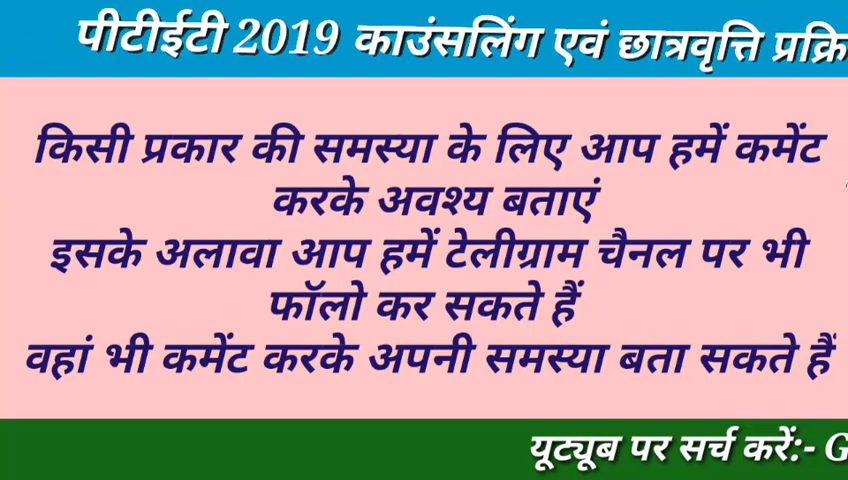 पीटीईटी 2019 काउंसलिंग एवं छात्रवृत्ति
किसी प्रकार की समस्या के लिए आप हमें कमेंट
करके अवश्य बताएं
इसके अलावा आप हमें टेलीग्राम चैनल पर भी
फॉलो कर सकते हैं
वहां भी कमेंट करके अपनी समस्या बता सकते हैं
यूट्यूब पर सर्च करें:-